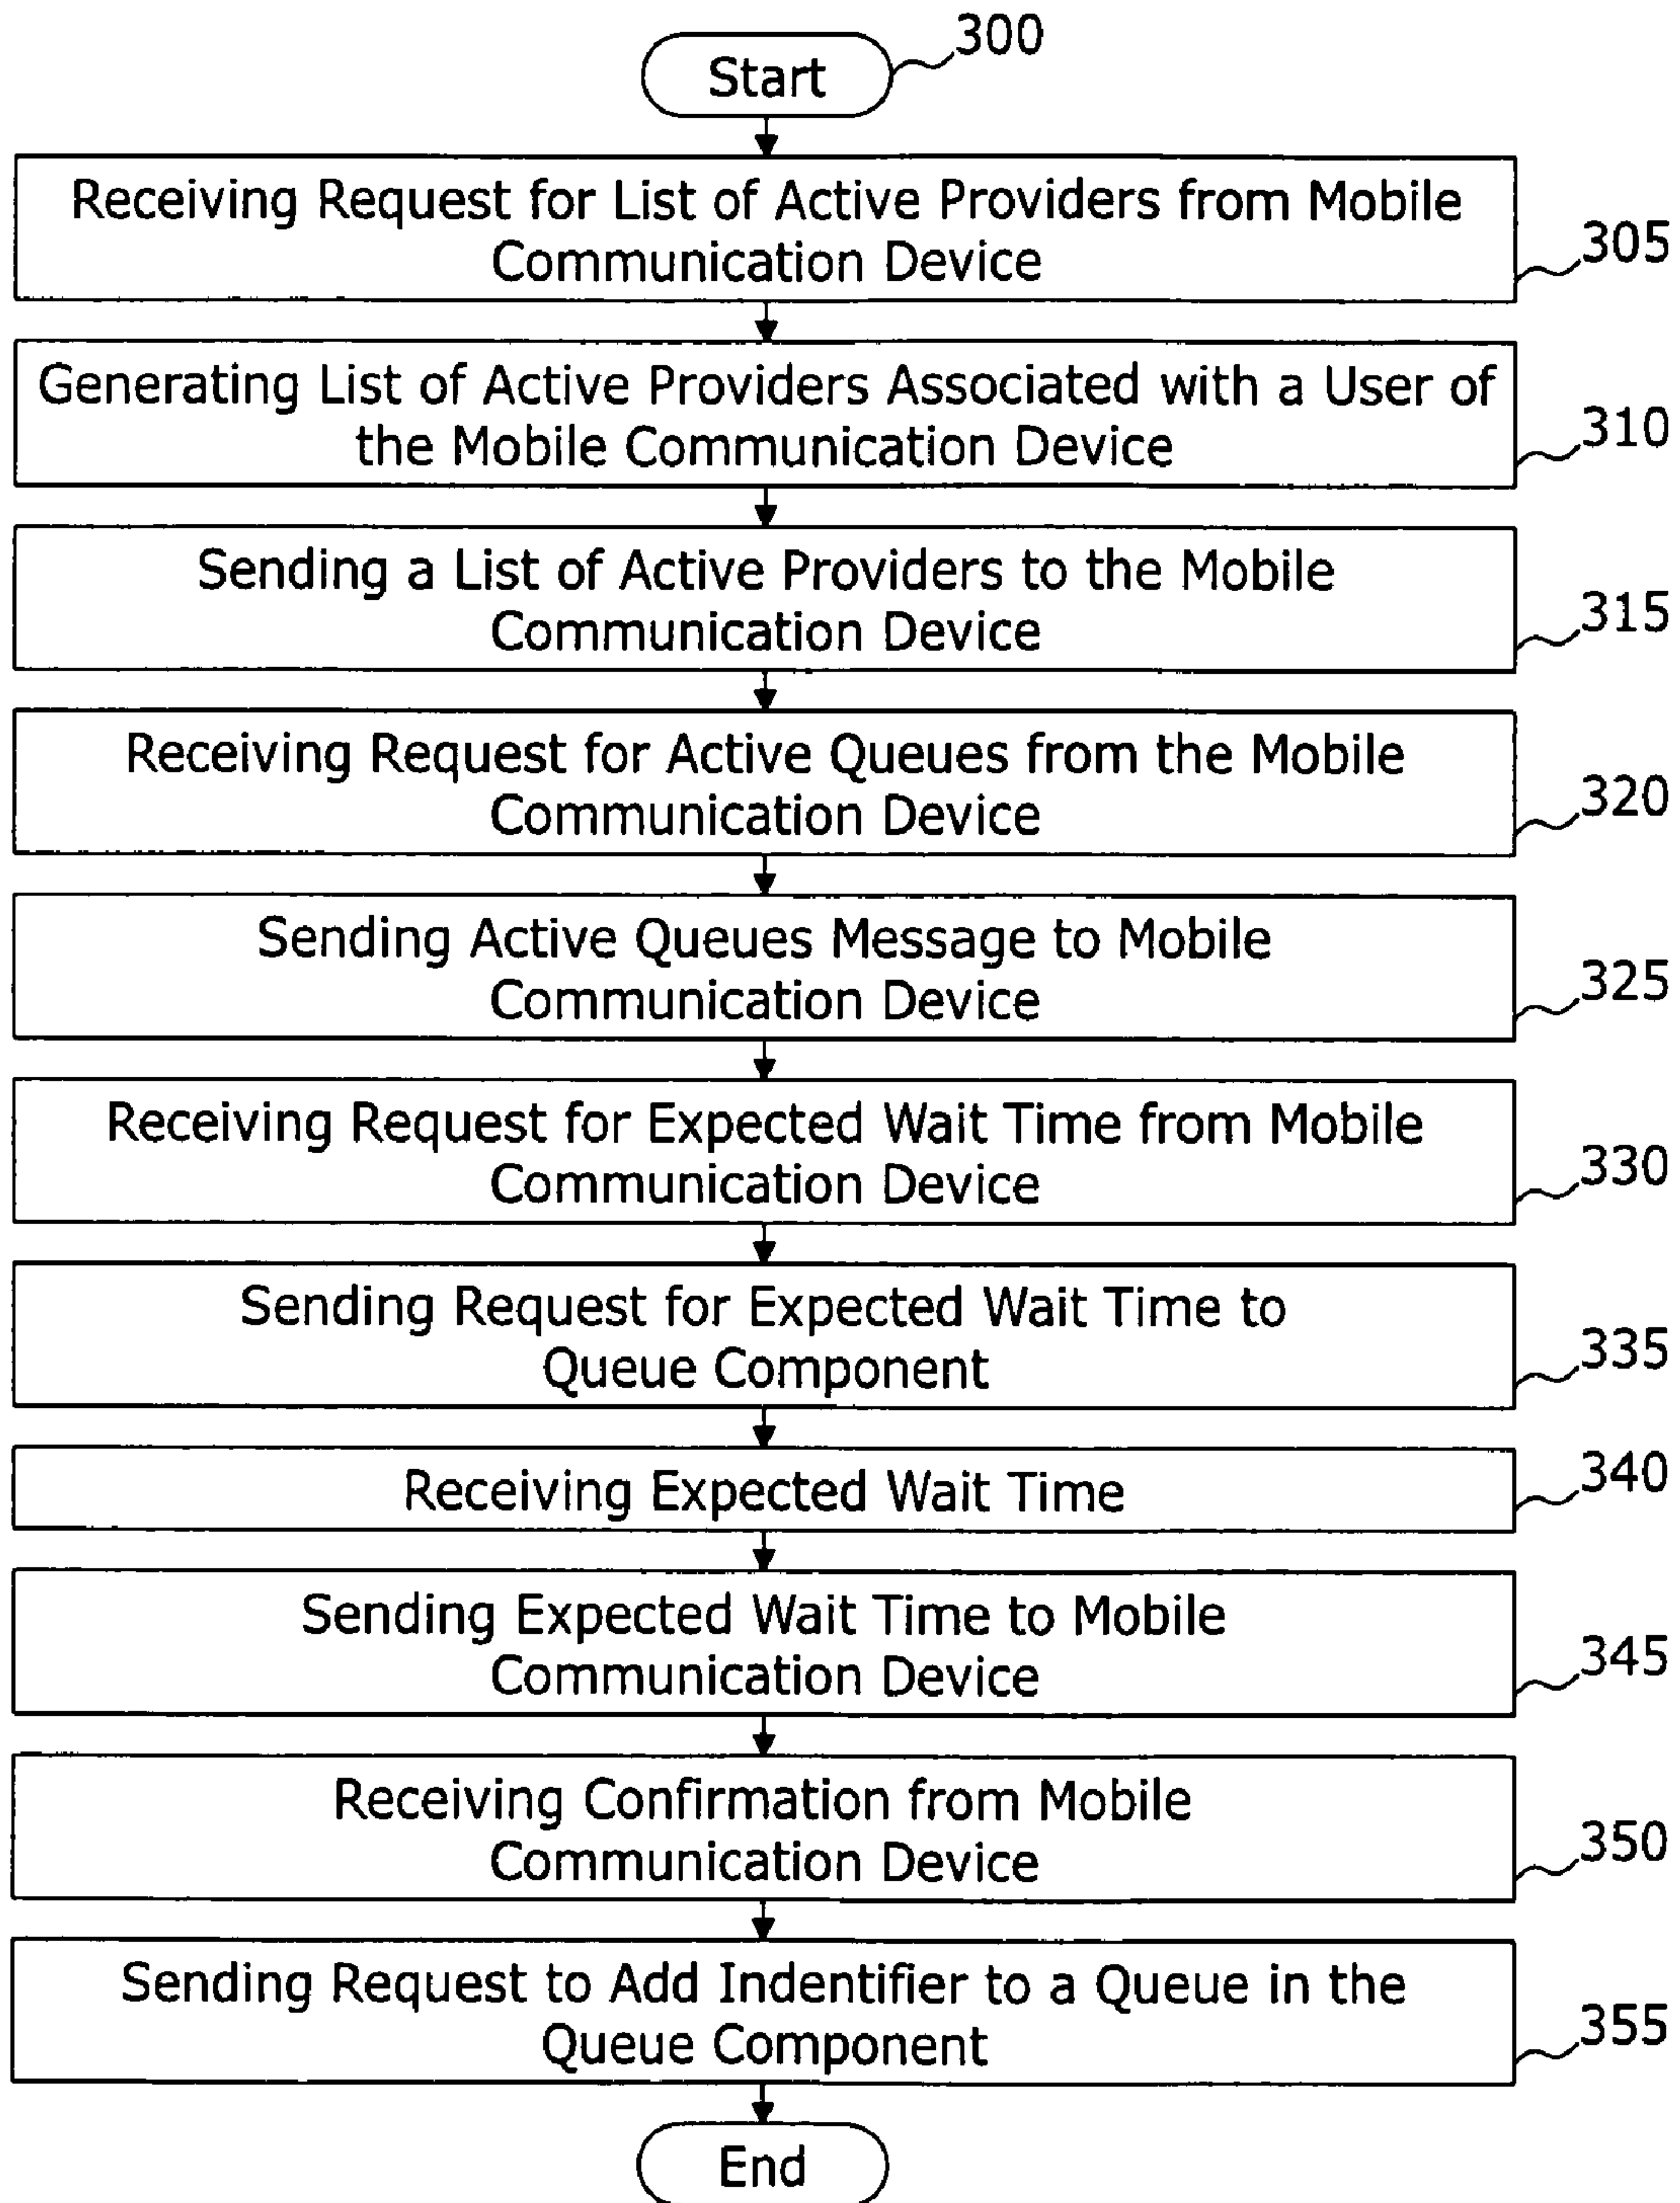 300
Start
Receiving Request for List of Active Providers from Mobile
Communication Device
305
Generating List of Active Providers Associated with a User of
the Mobile Communication Device
310
Sending a List of Active Providers to the Mobile
Communication Device
315
Receiving Request for Active Queues from the Mobile
Communication Device
320
Sending Active Queues Message to Mobile
Communication Device
325
Receiving Request for Expected Wait Time from Mobile
Communication Device
330
Sending Request for Expected Wait Time to
Queue Component
335
Receiving Expected Wait Time
340
Sending Expected Wait Time to Mobile
Communication Device
345
Receiving Confirmation from Mobile
Communication Device
350
Sending Request to Add Indentifier to a Queue in the
Queue Component
355
End